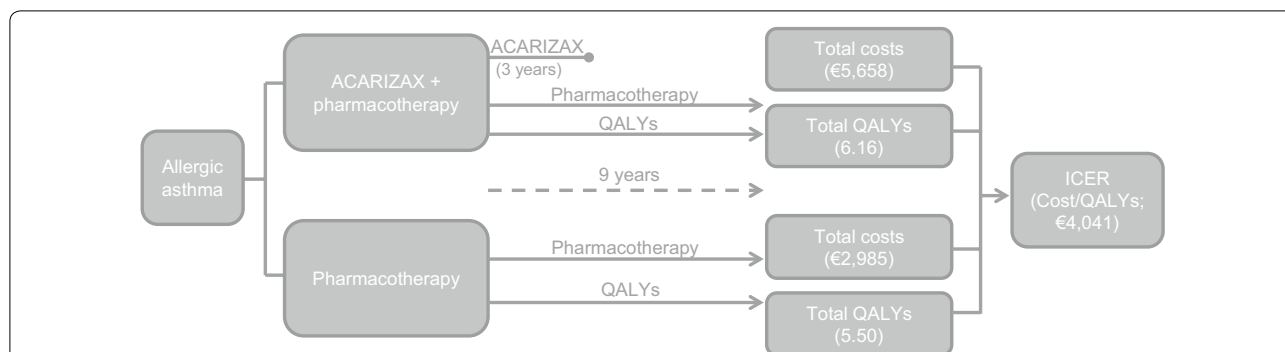 Allergic
asthma
ACARIZAX +
pharmacotherapy
ACARIZAX
(3 years)
Pharmacotherapy
QALYs
Total costs
(€5,658)
Total QALYs
(6.16)
9 years
Pharmacotherapy
Pharmacotherapy
QALYs
Total costs
(€2,985)
Total QALYs
(5.50)
ICER
(Cost/QALYs;
€4,041)